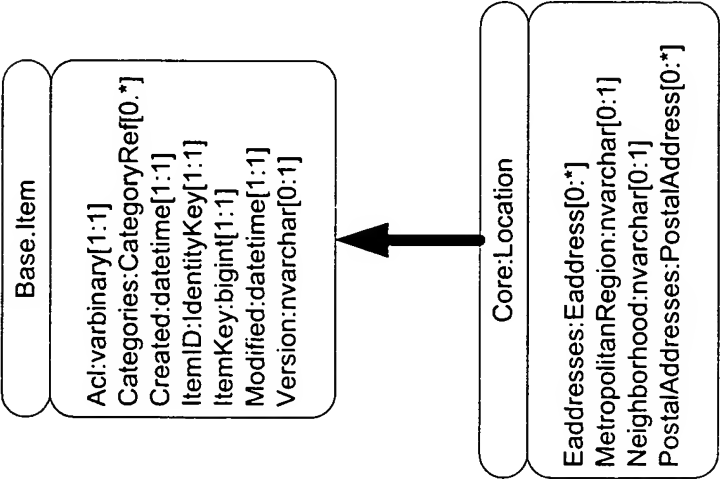 Base.Item
Acl:varbinary[1:1]
Categories:CategoryRef[0.*]
Created:datetime[1:1]
ItemID:IdentityKey[1:1]
ItemKey:bigint[1:1]
Modified:datetime[1:1]
Version:nvarchar[0:1]
Core:Location
Eaddresses:Eaddress[0:*]
MetropolitanRegion:nvarchar[0:1]
Neighborhood:nvarchar[0:1]
PostalAddresses:PostalAddress[0:*]